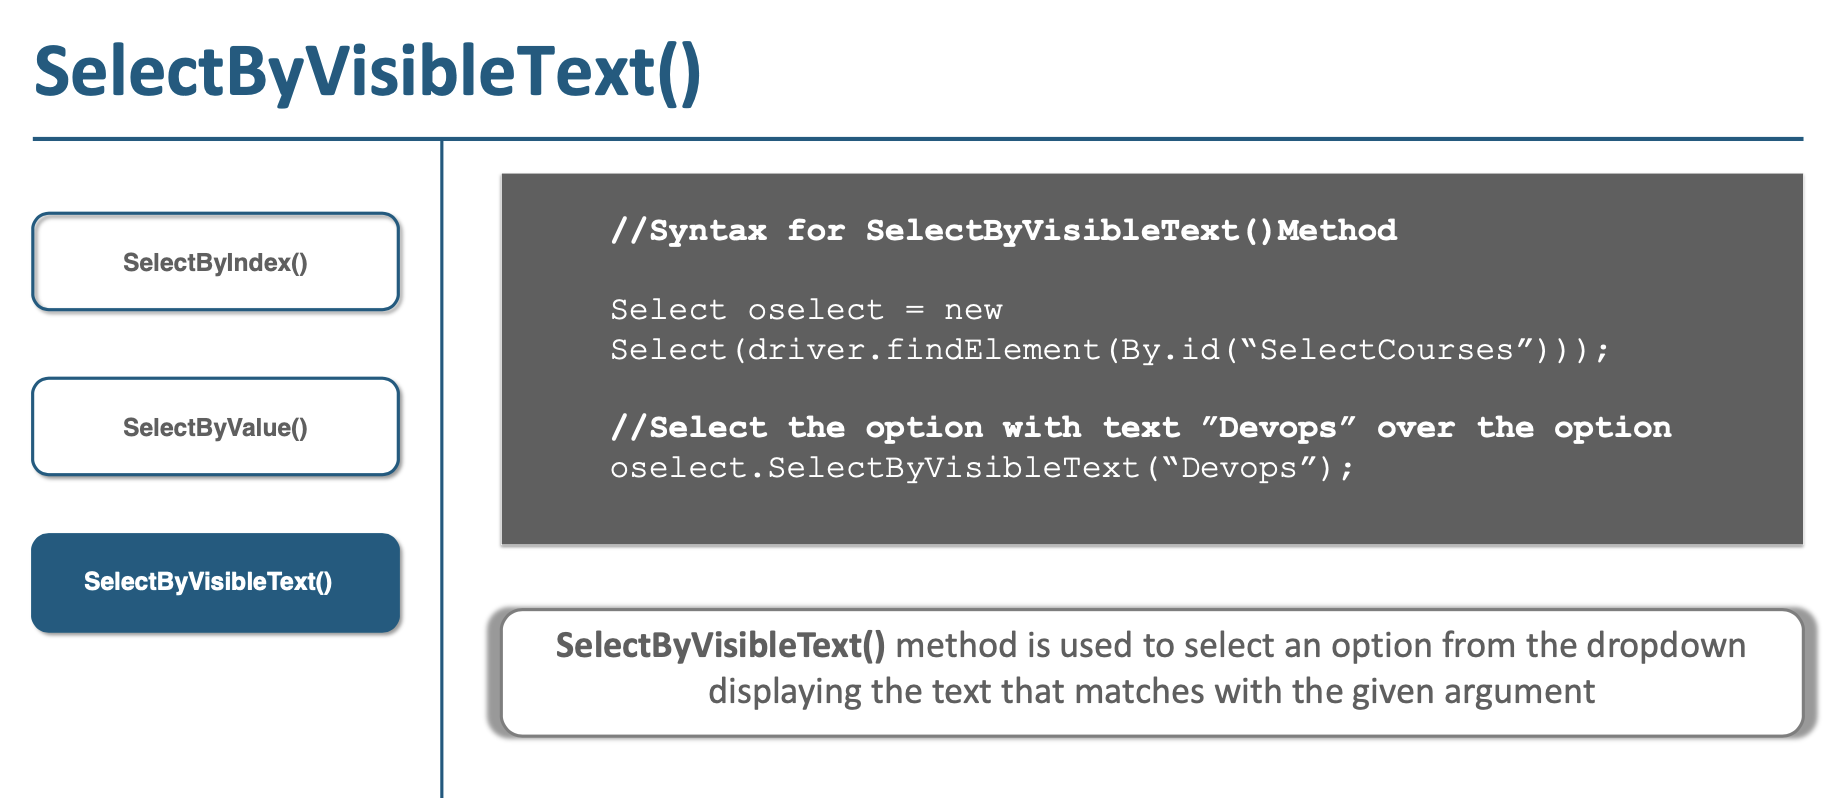 SelectByVisibleText()
SelectByIndex()
SelectByValue()
SelectByVisibleText()
//Syntax for SelectByVisibleText()Method
Select oselect = new
Select(driver.findElement(By.id(“SelectCourses”)));
//Select the option with text ”Devops” over the option
oselect.SelectByVisibleText(“Devops”);
SelectByVisibleText() method is used to select an option from the dropdown
displaying the text that matches with the given argument